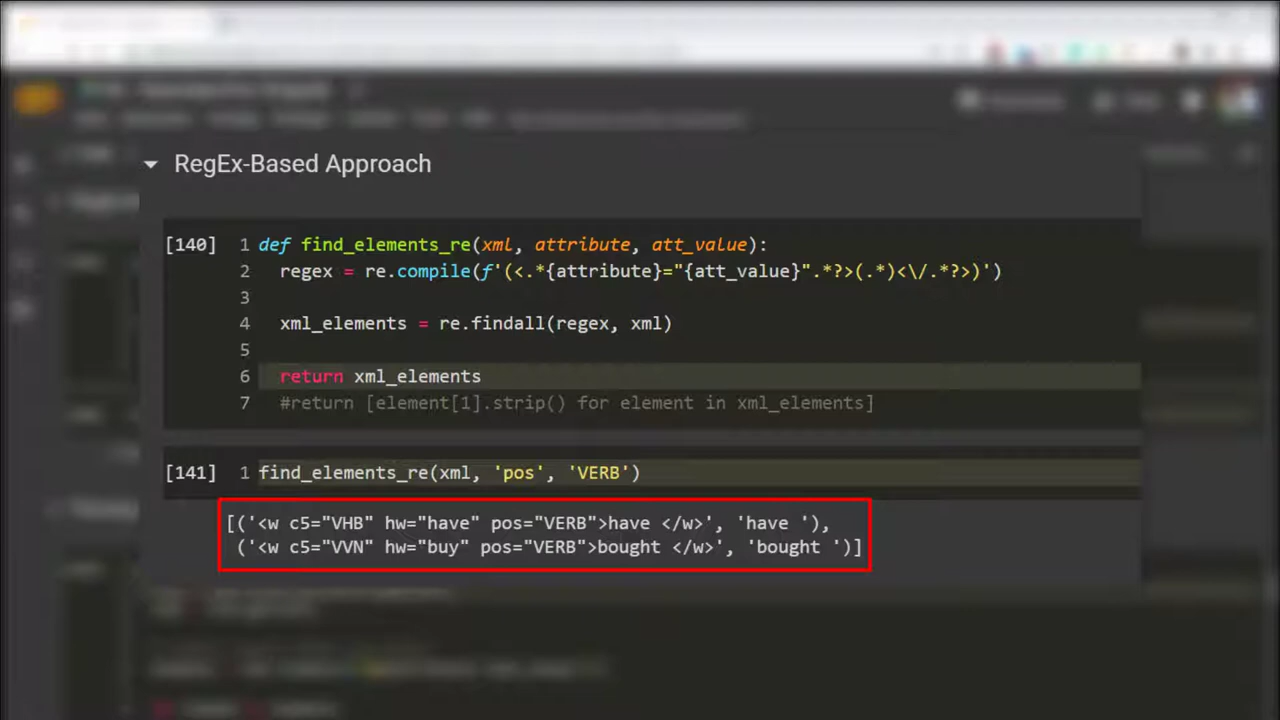 RegEx-Based Approach
[140] 1 def find_elements_re(xml, attribute, att_value):
2 regex = re.compile(f'(<.*{attribute}="{att_value}".*?>(.*)<\/.*?>)')
3
4 xml_elements = re.findall(regex, xml)
5
6 return xml_elements
7 #return [element[1].strip() for element in xml_elements]
[141] 1 find_elements_re(xml, 'pos', 'VERB')
[('<w c5="VHB" hw="have" pos="VERB">have </w>', 'have '),
('<w c5="VVN" hw="buy" pos="VERB">bought </w>', 'bought ')]